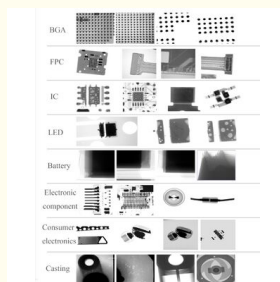 BGA
FPC
IC
LED
Battery
Electronic
component
Consumer
electronics
Casting